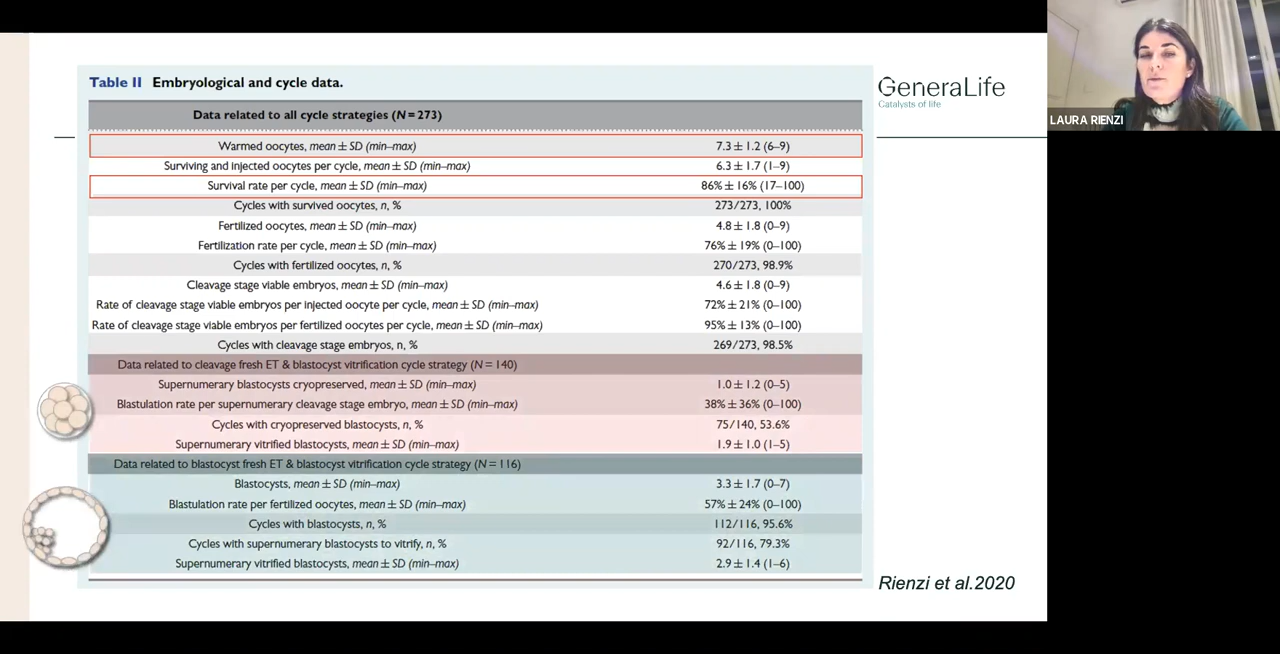 Table II Embryological and cycle data.
GeneraLife
Catalysts of life
LAURA RIENZI
Data related to all cycle strategies (N = 273)
Warmed oocytes, mean ± SD (min–max) 7.3 ± 1.2 (6–9)
Surviving and injected oocytes per cycle, mean ± SD (min–max) 6.3 ± 1.7 (1–9)
Survival rate per cycle, mean ± SD (min–max) 86% ± 16% (17–100)
Cycles with survived oocytes, n, % 273/273, 100%
Fertilized oocytes, mean ± SD (min–max) 4.8 ± 1.8 (0–9)
Fertilization rate per cycle, mean ± SD (min–max) 76% ± 19% (0–100)
Cycles with fertilized oocytes, n, % 270/273, 98.9%
Cleavage stage viable embryos, mean ± SD (min–max) 4.6 ± 1.8 (0–9)
Rate of cleavage stage viable embryos per injected oocyte per cycle, mean ± SD (min–max) 72% ± 21% (0–100)
Rate of cleavage stage viable embryos per fertilized oocytes per cycle, mean ± SD (min–max) 95% ± 13% (0–100)
Cycles with cleavage stage embryos, n, % 269/273, 98.5%
Data related to cleavage fresh ET & blastocyst vitrification cycle strategy (N = 140)
Supernumerary blastocysts cryopreserved, mean ± SD (min–max) 1.0 ± 1.2 (0–5)
Blastulation rate per supernumerary cleavage stage embryo, mean ± SD (min–max) 38% ± 36% (0–100)
Cycles with cryopreserved blastocysts, n, % 75/140, 53.6%
Supernumerary vitrified blastocysts, mean ± SD (min–max) 1.9 ± 1.0 (1–5)
Data related to blastocyst fresh ET & blastocyst vitrification cycle strategy (N = 116)
Blastocysts, mean ± SD (min–max) 3.3 ± 1.7 (0–7)
Blastulation rate per fertilized oocytes, mean ± SD (min–max) 57% ± 24% (0–100)
Cycles with blastocysts, n, % 112/116, 95.6%
Cycles with supernumerary blastocysts to vitrify, n, % 92/116, 79.3%
Supernumerary vitrified blastocysts, mean ± SD (min–max) 2.9 ± 1.4 (1–6)
Rienzi et al.2020